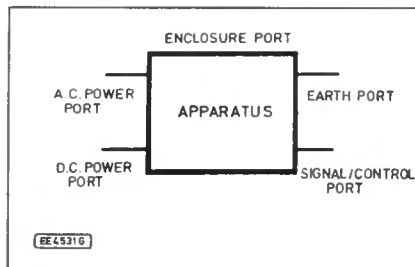 ENCLOSURE PORT
A.C. POWER
PORT
APPARATUS
EARTH PORT
D.C. POWER
PORT
SIGNAL/CONTROL
PORT
EE4531G